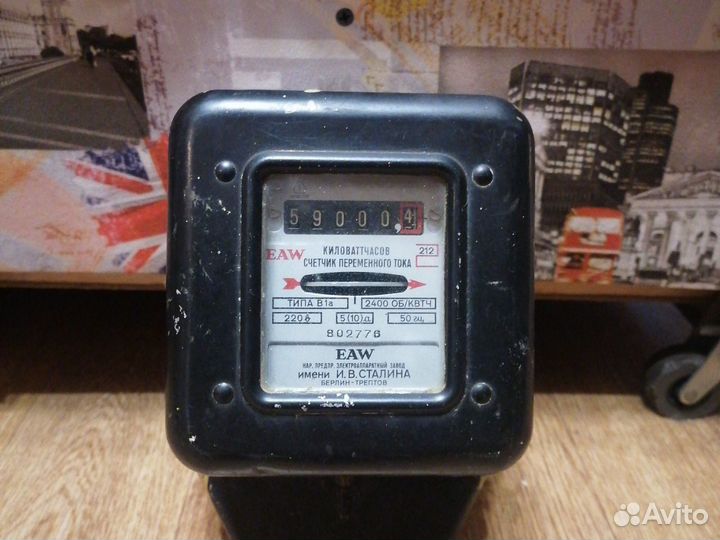 59000,4
КИЛОВАТТЧАСОВ
EAW СЧЕТЧИК ПЕРЕМЕННОГО ТОКА
212
ТИПА В1а 2400 ОБ/КВТЧ
220 в 5(10)а 50 гц
802776
EAW
НАР. ПРЕДПР. ЭЛЕКТРОАППАРАТНЫЙ ЗАВОД
имени И.В.СТАЛИНА
БЕРЛИН-ТРЕПТОВ
Avito